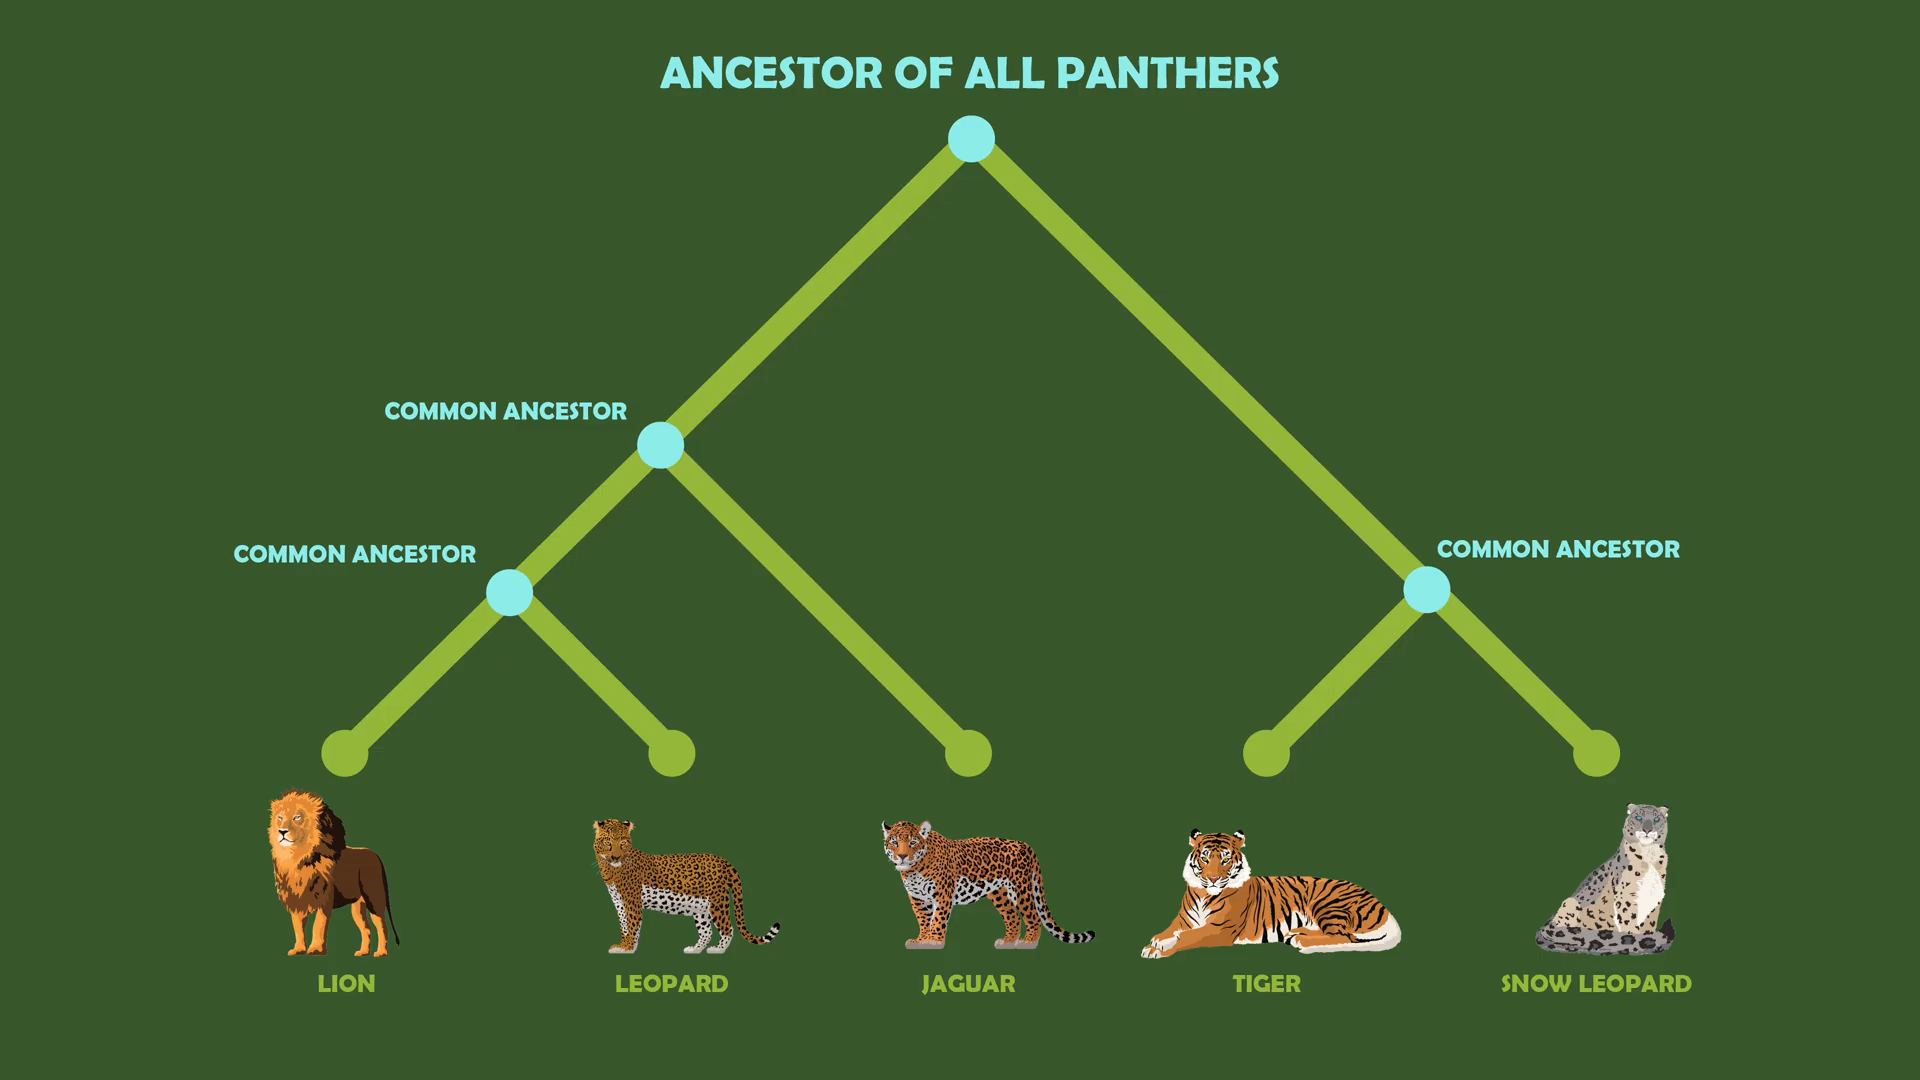 ANCESTOR OF ALL PANTHERS
COMMON ANCESTOR
COMMON ANCESTOR
COMMON ANCESTOR
LION
LEOPARD
JAGUAR
TIGER
SNOW LEOPARD